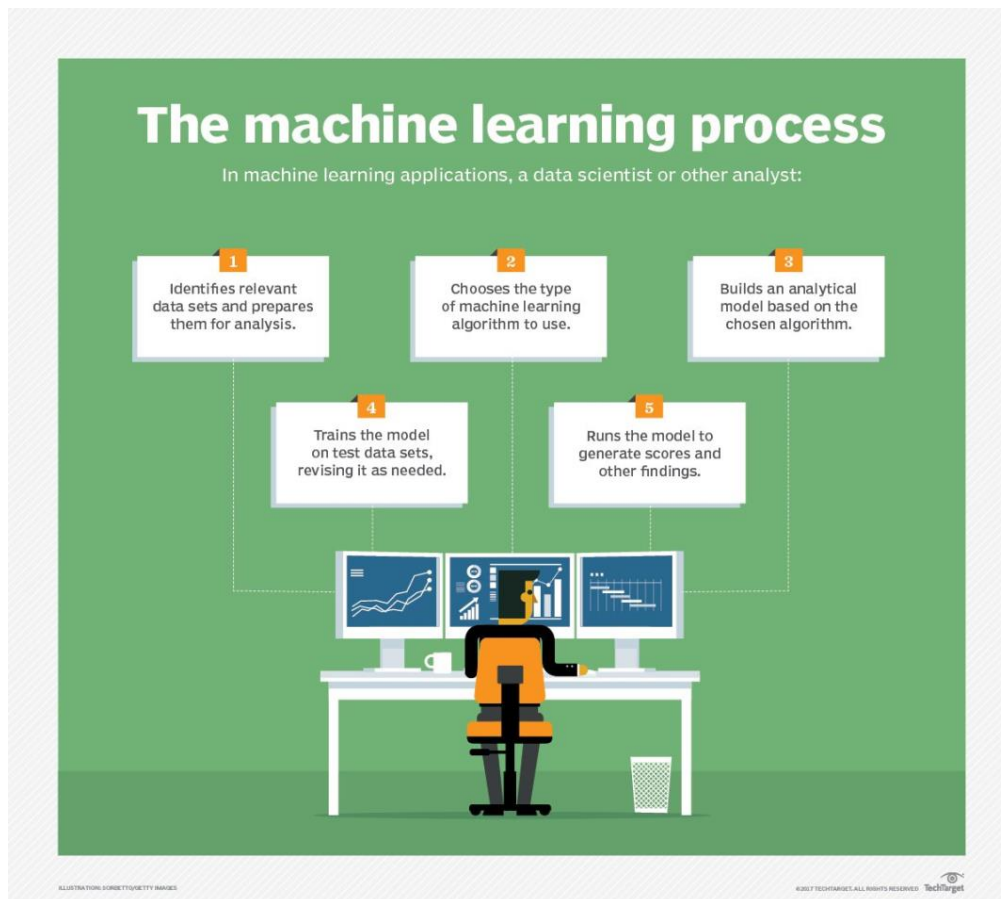 The machine learning process
In machine learning applications, a data scientist or other analyst:
1
Identifies relevant
data sets and prepares
them for analysis.
2
Chooses the type
of machine learning
algorithm to use.
3
Builds an analytical
model based on the
chosen algorithm.
4
Trains the model
on test data sets,
revising it as needed.
5
Runs the model to
generate scores and
other findings.
ILLUSTRATION: SORBETTO/GETTY IMAGES
©2017 TECHTARGET. ALL RIGHTS RESERVED TechTarget